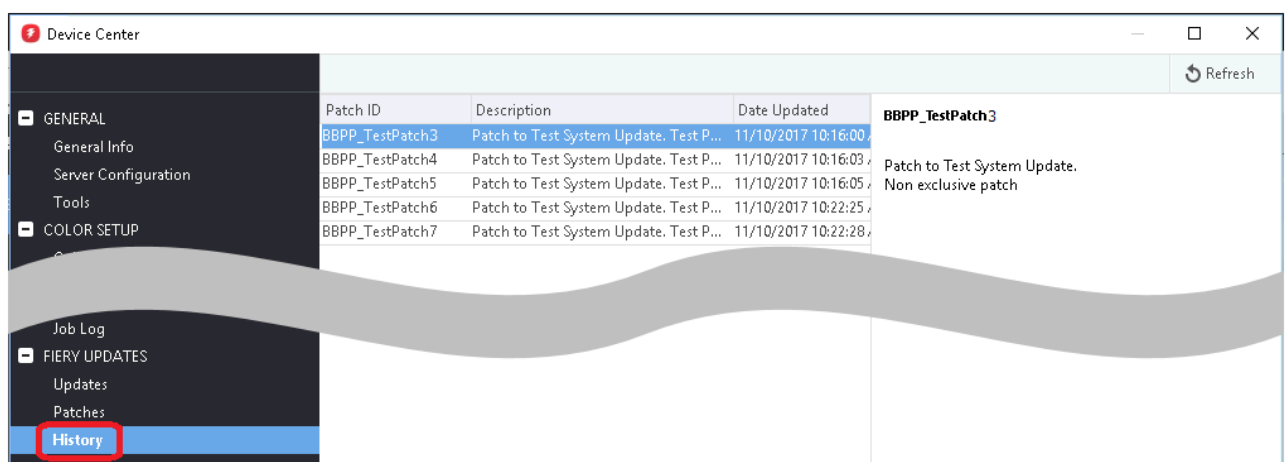 Device Center
Refresh
GENERAL
General Info
Server Configuration
Tools
COLOR SETUP
Job Log
FIERY UPDATES
Updates
Patches
History
Patch ID Description Date Updated
BBPP_TestPatch3 Patch to Test System Update. Test P... 11/10/2017 10:16:00
BBPP_TestPatch4 Patch to Test System Update. Test P... 11/10/2017 10:16:03
BBPP_TestPatch5 Patch to Test System Update. Test P... 11/10/2017 10:16:05
BBPP_TestPatch6 Patch to Test System Update. Test P... 11/10/2017 10:22:25
BBPP_TestPatch7 Patch to Test System Update. Test P... 11/10/2017 10:22:28
BBPP_TestPatch3
Patch to Test System Update.
Non exclusive patch